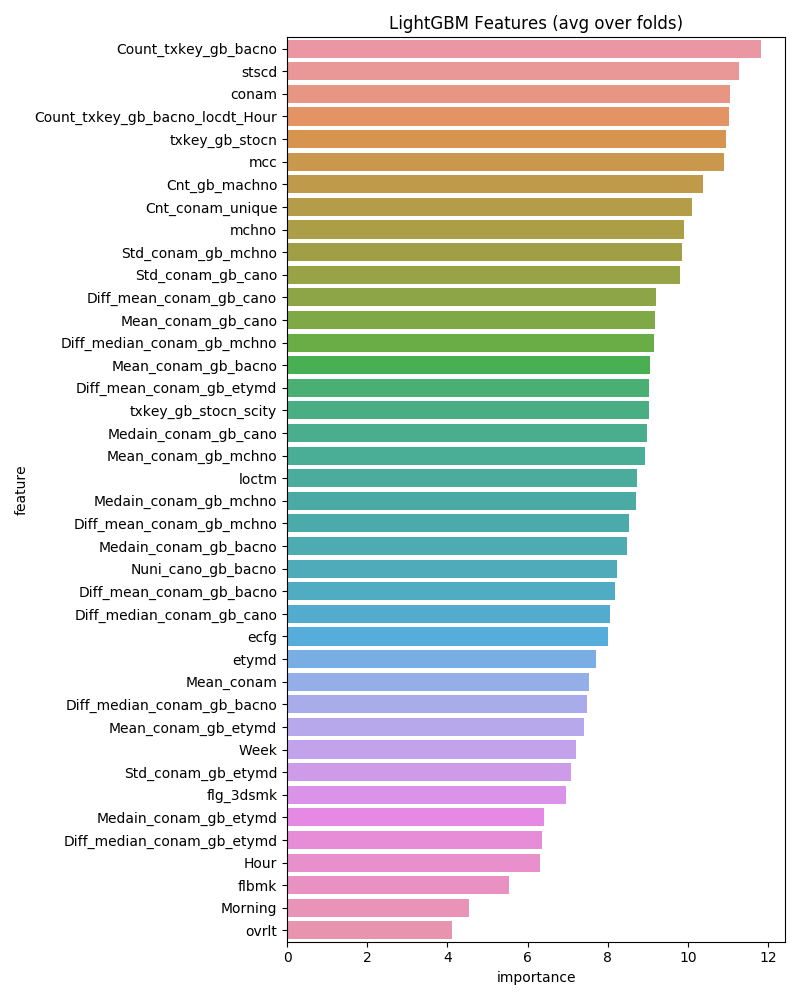 LightGBM Features (avg over folds)
Count_txkey_gb_bacno
stscd
conam
Count_txkey_gb_bacno_locdt_Hour
txkey_gb_stocn
mcc
Cnt_gb_machno
Cnt_conam_unique
mchno
Std_conam_gb_mchno
Std_conam_gb_cano
Diff_mean_conam_gb_cano
Mean_conam_gb_cano
Diff_median_conam_gb_mchno
Mean_conam_gb_bacno
Diff_mean_conam_gb_etymd
txkey_gb_stocn_scity
Medain_conam_gb_cano
Mean_conam_gb_mchno
loctm
Medain_conam_gb_mchno
Diff_mean_conam_gb_mchno
Medain_conam_gb_bacno
Nuni_cano_gb_bacno
Diff_mean_conam_gb_bacno
Diff_median_conam_gb_cano
ecfg
etymd
Mean_conam
Diff_median_conam_gb_bacno
Mean_conam_gb_etymd
Week
Std_conam_gb_etymd
flg_3dsmk
Medain_conam_gb_etymd
Diff_median_conam_gb_etymd
Hour
flbmk
Morning
ovrlt
feature
0 2 4 6 8 10 12
importance